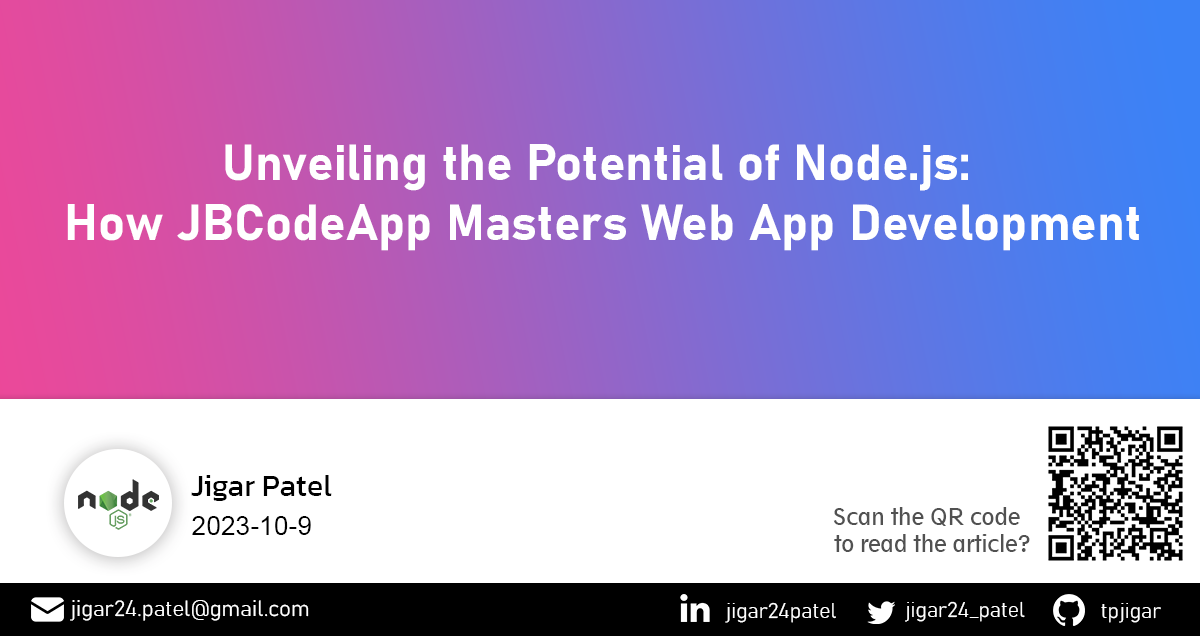 Unveiling the Potential of Node.js:
How JBCodeApp Masters Web App Development
node
JS
Jigar Patel
2023-10-9
Scan the QR code
to read the article?
jigar24.patel@gmail.com
in
jigar24patel
jigar24_patel
tpjigar